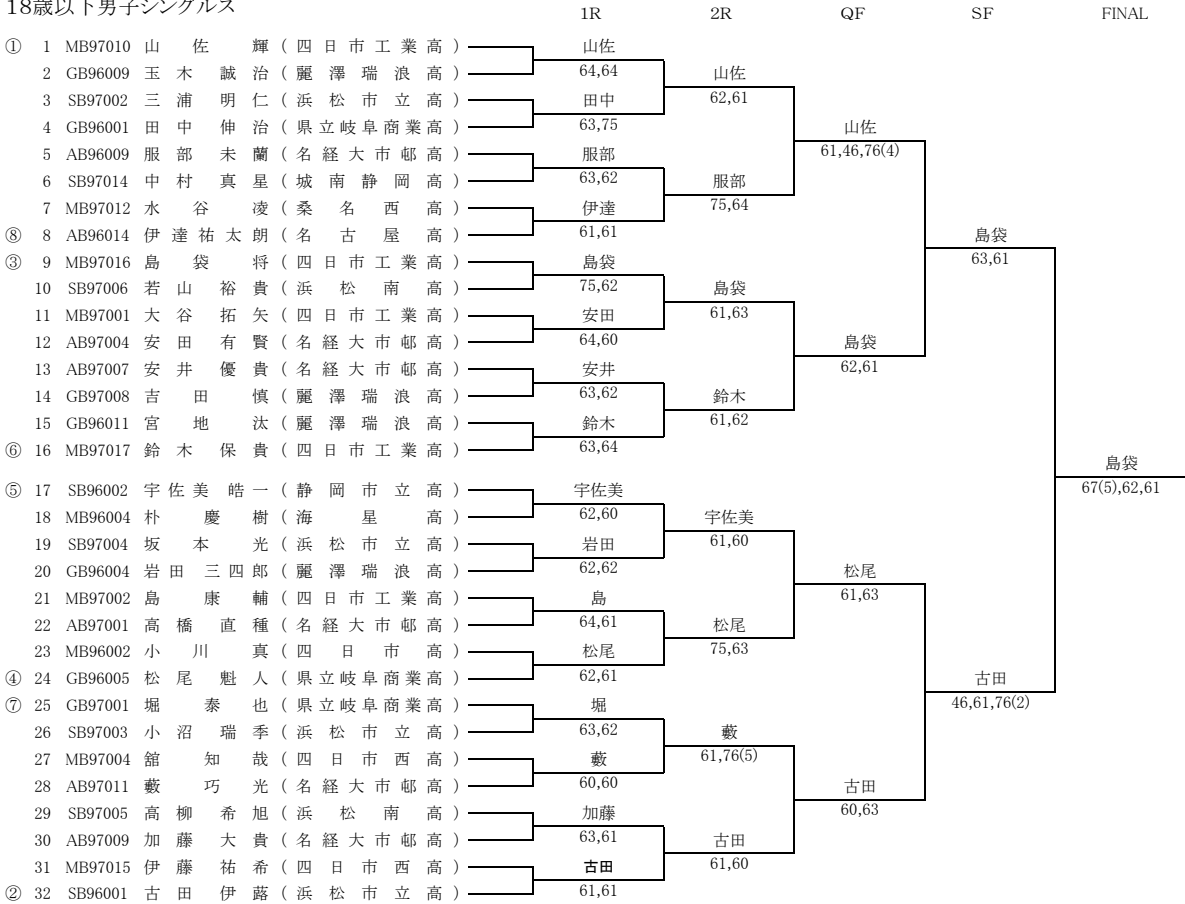 18歳以下男子シングルス
1R 2R QF SF FINAL
① 1 MB97010 山佐 輝 (四日市工業高) 山佐
2 GB96009 玉木 誠治 (麗澤瑞浪高) 64,64 山佐
3 SB97002 三浦 明仁 (浜松市立高) 田中 62,61
4 GB96001 田中 伸治 (県立岐阜商業高) 63,75 山佐
5 AB96009 服部 未蘭 (名経大市邨高) 服部 61,46,76(4)
6 SB97014 中村 真星 (城南静岡高) 63,62 服部
7 MB97012 水谷 凌 (桑名西高) 伊達 75,64
⑧ 8 AB96014 伊達祐太朗 (名古屋高) 61,61 島袋
③ 9 MB97016 島袋 将 (四日市工業高) 島袋 63,61
10 SB97006 若山 裕貴 (浜松南高) 75,62 島袋
11 MB97001 大谷 拓矢 (四日市工業高) 安田 61,63
12 AB97004 安田 有賢 (名経大市邨高) 64,60 島袋
13 AB97007 安井 優貴 (名経大市邨高) 安井 62,61
14 GB97008 吉田 慎 (麗澤瑞浪高) 63,62 鈴木
15 GB96011 宮地 汰 (麗澤瑞浪高) 鈴木 61,62
⑥ 16 MB97017 鈴木 保貴 (四日市工業高) 63,64
島袋
67(5),62,61
⑤ 17 SB96002 宇佐美 皓一 (静岡市立高) 宇佐美
18 MB96004 朴 慶樹 (海星高) 62,60 宇佐美
19 SB97004 坂本 光 (浜松市立高) 岩田 61,60
20 GB96004 岩田 三四郎 (麗澤瑞浪高) 62,62 松尾
21 MB97002 島 康輔 (四日市工業高) 島 61,63
22 AB97001 高橋 直種 (名経大市邨高) 64,61 松尾
23 MB96002 小川 真 (四日市高) 松尾 75,63
④ 24 GB96005 松尾 魁人 (県立岐阜商業高) 62,61 古田
⑦ 25 GB97001 堀 泰也 (県立岐阜商業高) 堀 46,61,76(2)
26 SB97003 小沼 瑞季 (浜松市立高) 63,62 藪
27 MB97004 舘 知哉 (四日市西高) 藪 61,76(5)
28 AB97011 藪 巧光 (名経大市邨高) 60,60 古田
29 SB97005 高柳 希旭 (浜松南高) 加藤 60,63
30 AB97009 加藤 大貴 (名経大市邨高) 63,61 古田
31 MB97015 伊藤 祐希 (四日市西高) 古田 61,60
② 32 SB96001 古田 伊蕗 (浜松市立高) 61,61